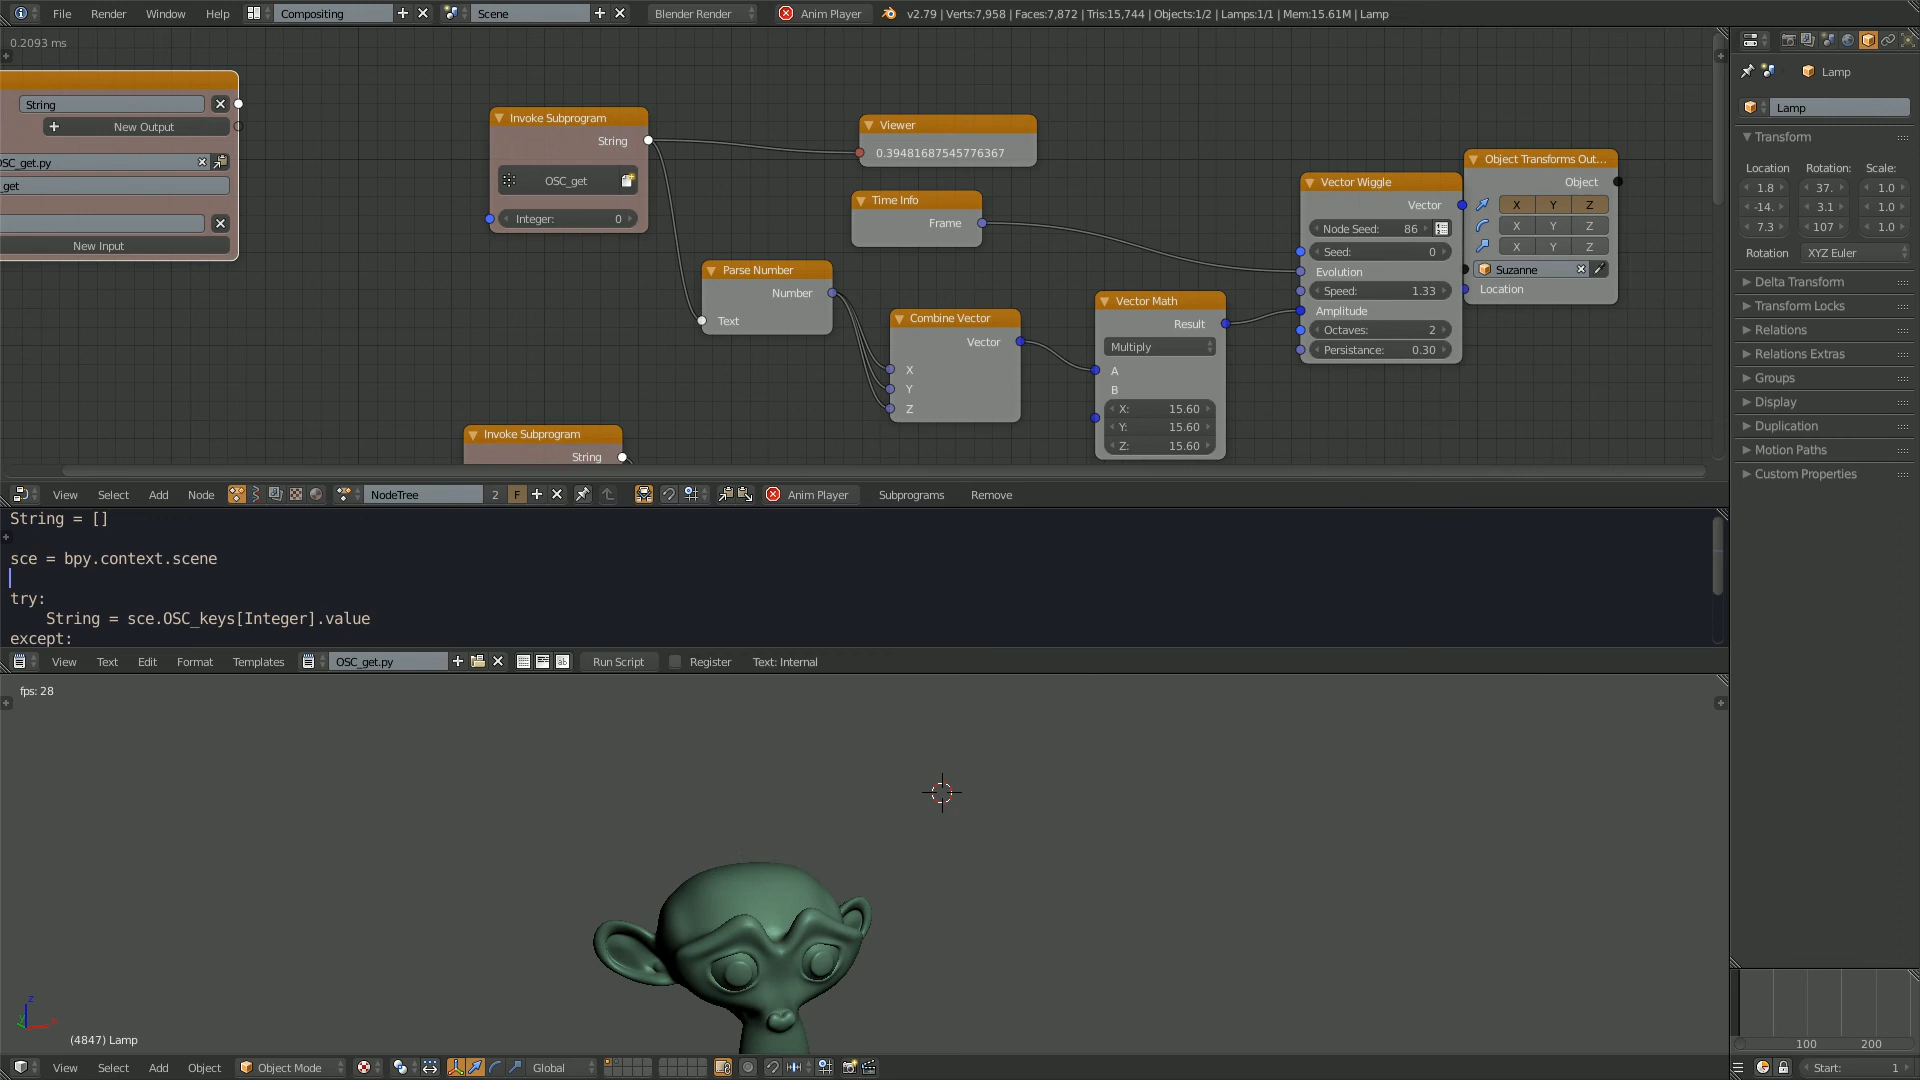 File Render Window Help Compositing Scene Blender Render Anim Player v2.79 | Verts:7,958 | Faces:7,872 | Tris:15,744 | Objects:1/2 | Lamps:1/1 | Mem:15.61M | Lamp
0.2093 ms
String
New Output
OSC_get.py
_get
New Input
Invoke Subprogram
String
OSC_get
Integer: 0
Viewer
0.39481687545776367
Time Info
Frame
Parse Number
Number
Text
Combine Vector
Vector
X
Y
Z
Vector Math
Result
Multiply
A
B
X: 15.60
Y: 15.60
Z: 15.60
Vector Wiggle
Vector
Node Seed: 86
Seed: 0
Evolution
Speed: 1.33
Amplitude
Octaves: 2
Persistance: 0.30
Object Transforms Out...
Object
X Y Z
X Y Z
X Y Z
Suzanne
Location
Invoke Subprogram
String
View Select Add Node NodeTree 2 F Anim Player Subprograms Remove
String = []
sce = bpy.context.scene
try:
String = sce.OSC_keys[Integer].value
except:
View Text Edit Format Templates OSC_get.py Run Script Register Text: Internal
fps: 28
z
(4847) Lamp
View Select Add Object Object Mode Global
Lamp
Lamp
Transform
Location Rotation: Scale:
1.8 37. 1.0
-14. 3.1 1.0
7.3 107 1.0
Rotation XYZ Euler
Delta Transform
Transform Locks
Relations
Relations Extras
Groups
Display
Duplication
Motion Paths
Custom Properties
100 200
Start: 1